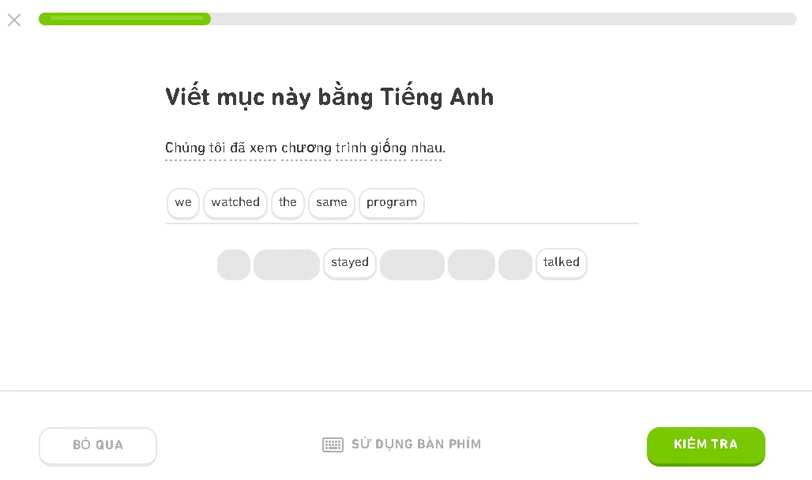 Viết mục này bằng Tiếng Anh
Chúng tôi đã xem chương trình giống nhau.
we watched the same program
stayed talked
BỎ QUA SỬ DỤNG BÀN PHÍM KIỂM TRA